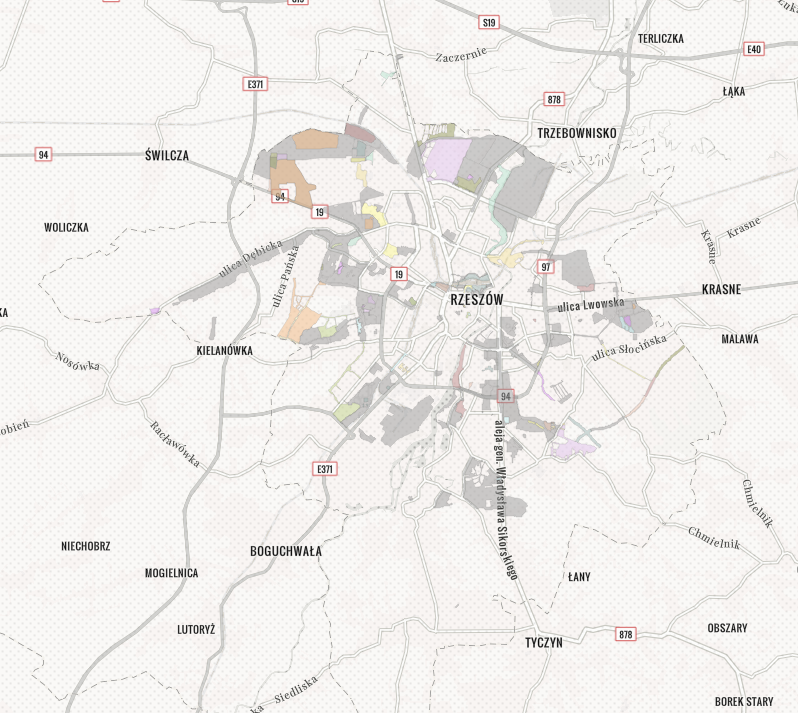 S19
TERLICZKA
E40
Zaczernie
E371
878
ŁĄKA
TRZEBOWNISKO
94
ŚWILCZA
94
19
WOLICZKA
Krasne
Krasne
ulica Dębicka
ulica Pańska
19
97
KRASNE
RZESZÓW
ulica Lwowska
MALAWA
ulica Słocińska
KIELANÓWKA
Nosówka
94
Racławówka
aleja gen. Władysława Sikorskiego
E371
Chmielnik
Chmielnik
NIECHOBRZ
BOGUCHWAŁA
MOGIELNICA
ŁANY
LUTORYŻ
OBSZARY
878
TYCZYN
Siedliska
BOREK STARY